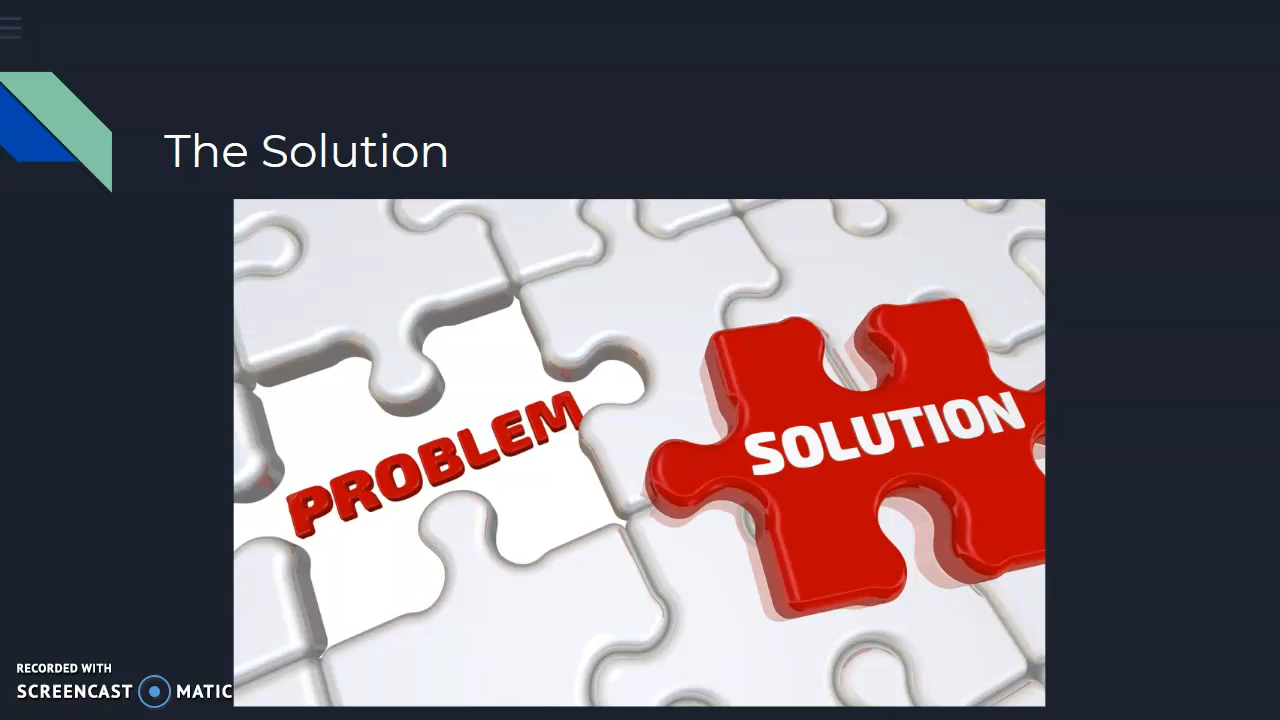 The Solution
PROBLEM
SOLUTION
RECORDED WITH
SCREENCAST MATIC